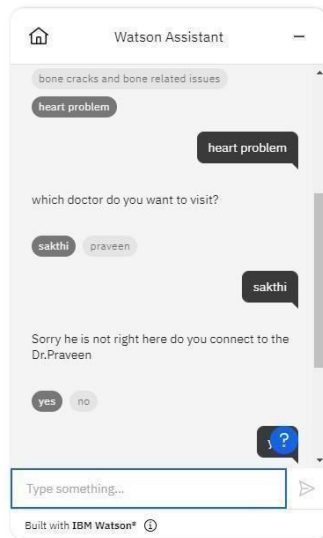 Watson Assistant
bone cracks and bone related issues
heart problem
heart problem
which doctor do you want to visit?
sakthi praveen
sakthi
Sorry he is not right here do you connect to the
Dr.Praveen
yes no
?
Type something...
Built with IBM Watson®